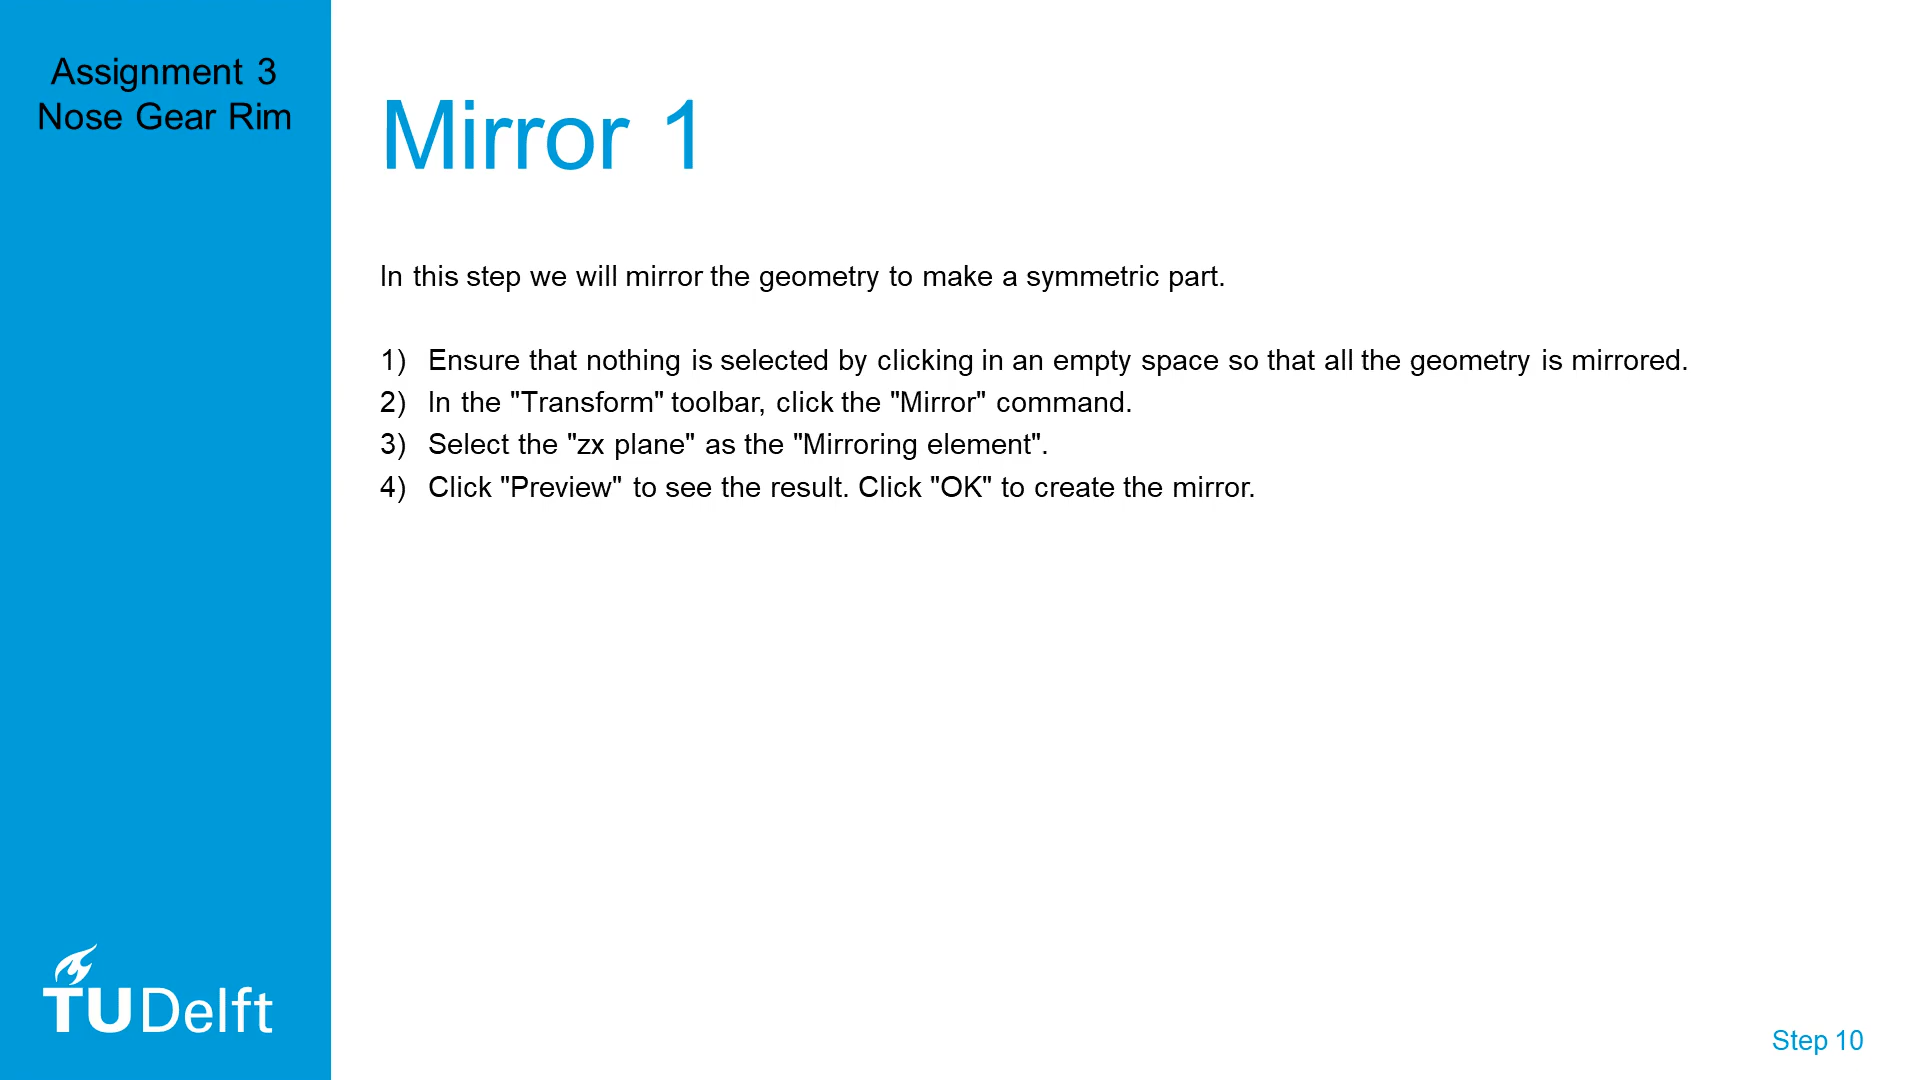 Assignment 3
Nose Gear Rim
Mirror 1
In this step we will mirror the geometry to make a symmetric part.
1) Ensure that nothing is selected by clicking in an empty space so that all the geometry is mirrored.
2) In the "Transform" toolbar, click the "Mirror" command.
3) Select the "zx plane" as the "Mirroring element".
4) Click "Preview" to see the result. Click "OK" to create the mirror.
TUDelft
Step 10